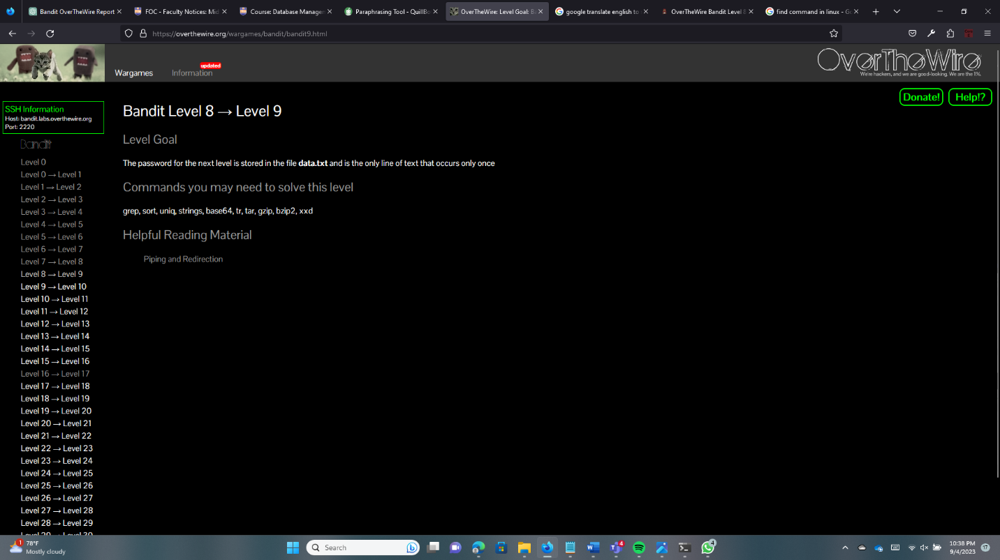 Bandit OverTheWire Report
FOC - Faculty Notices: Mid
Course: Database Managem
Paraphrasing Tool - QuillBo
OverTheWire: Level Goal: Ba
google translate english to
OverTheWire Bandit Level 8
find command in linux - Go
https://overthewire.org/wargames/bandit/bandit9.html
Wargames
Information
updated
OverTheWire
We're hackers, and we are good-looking. We are the 1%.
Donate!
Help!?
SSH Information
Host: bandit.labs.overthewire.org
Port: 2220
Bandit
Level 0
Level 0 → Level 1
Level 1 → Level 2
Level 2 → Level 3
Level 3 → Level 4
Level 4 → Level 5
Level 5 → Level 6
Level 6 → Level 7
Level 7 → Level 8
Level 8 → Level 9
Level 9 → Level 10
Level 10 → Level 11
Level 11 → Level 12
Level 12 → Level 13
Level 13 → Level 14
Level 14 → Level 15
Level 15 → Level 16
Level 16 → Level 17
Level 17 → Level 18
Level 18 → Level 19
Level 19 → Level 20
Level 20 → Level 21
Level 21 → Level 22
Level 22 → Level 23
Level 23 → Level 24
Level 24 → Level 25
Level 25 → Level 26
Level 26 → Level 27
Level 27 → Level 28
Level 28 → Level 29
Bandit Level 8 → Level 9
Level Goal
The password for the next level is stored in the file data.txt and is the only line of text that occurs only once
Commands you may need to solve this level
grep, sort, uniq, strings, base64, tr, tar, gzip, bzip2, xxd
Helpful Reading Material
Piping and Redirection
1
78°F
Mostly cloudy
Search
4
4
10:38 PM
9/4/2023
17